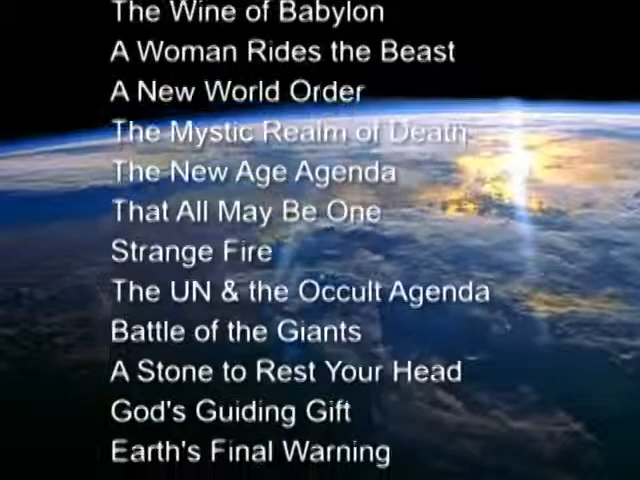 The Wine of Babylon
A Woman Rides the Beast
A New World Order
The Mystic Realm of Death
The New Age Agenda
That All May Be One
Strange Fire
The UN & the Occult Agenda
Battle of the Giants
A Stone to Rest Your Head
God's Guiding Gift
Earth's Final Warning